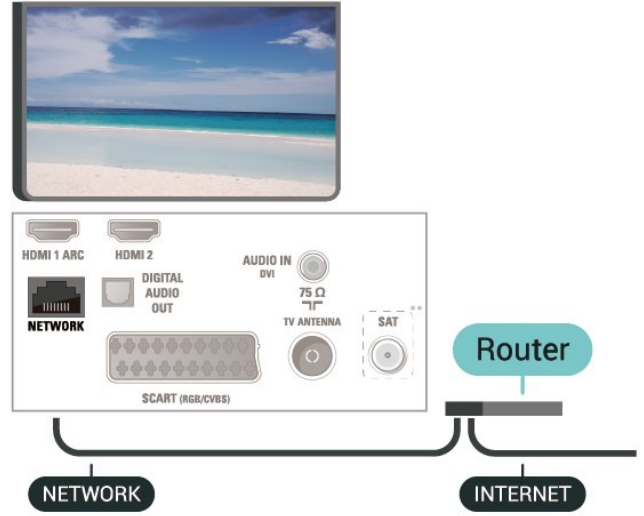 HDMI 1 ARC
HDMI 2
NETWORK
DIGITAL
AUDIO
OUT
AUDIO IN
DVI
75 Ω
TV ANTENNA
SAT
SCART (RGB/CVBS)
Router
NETWORK
INTERNET